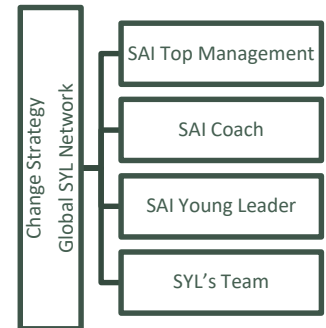 Change Strategy
Global SYL Network
SAI Top Management
SAI Coach
SAI Young Leader
SYL's Team